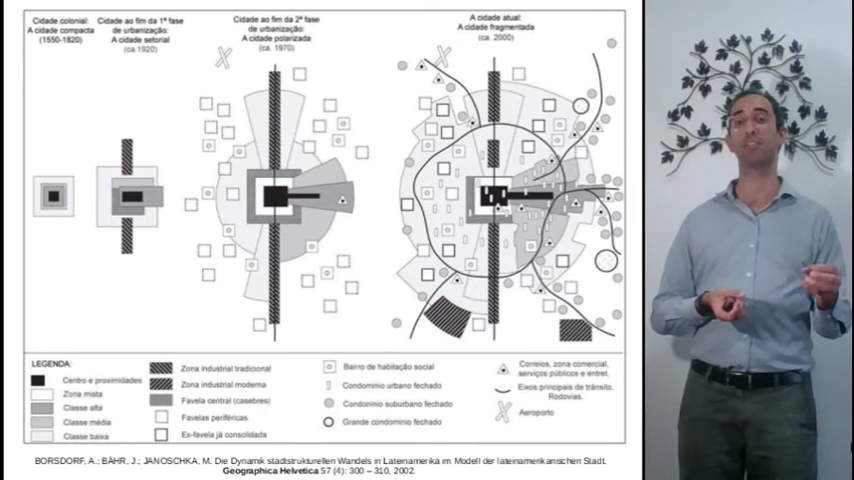 Cidade colonial:
A cidade compacta
(1550-1820)
Cidade ao fim da 1ª fase
de urbanização:
A cidade setorial
(ca.1920)
Cidade ao fim da 2ª fase
de urbanização:
A cidade polarizada
(ca. 1970)
A cidade atual:
A cidade fragmentada
(ca. 2000)
LEGENDA:
Centro e proximidades
Zona mista
Classe alta
Classe média
Classe baixa
Zona industrial tradicional
Zona industrial moderna
Favela central (casebres)
Favelas periféricas
Ex-favela já consolidada
Bairro de habitação social
Condomínio urbano fechado
Condomínio suburbano fechado
Grande condomínio fechado
Correios, zona comercial,
serviços públicos e entret.
Eixos principais de trânsito,
Rodovias.
Aeroporto
BORSDORF, A.; BÄHR, J.; JANOSCHKA, M. Die Dynamik stadtstrukturellen Wandels in Lateinamerika im Modell der lateinamerikanischen Stadt.
Geographica Helvetica 57 (4): 300 – 310, 2002.